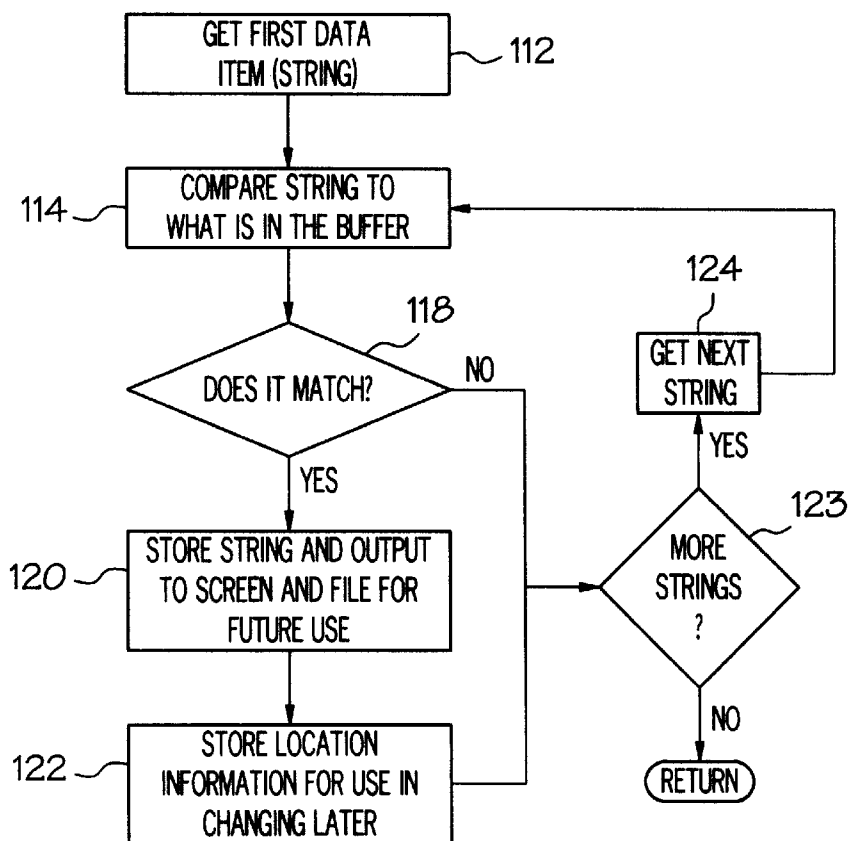 GET FIRST DATA
ITEM (STRING)
112
COMPARE STRING TO
WHAT IS IN THE BUFFER
114
118
DOES IT MATCH?
NO
YES
124
GET NEXT
STRING
YES
123
MORE
STRINGS
?
120
STORE STRING AND OUTPUT
TO SCREEN AND FILE FOR
FUTURE USE
NO
122
STORE LOCATION
INFORMATION FOR USE IN
CHANGING LATER
RETURN